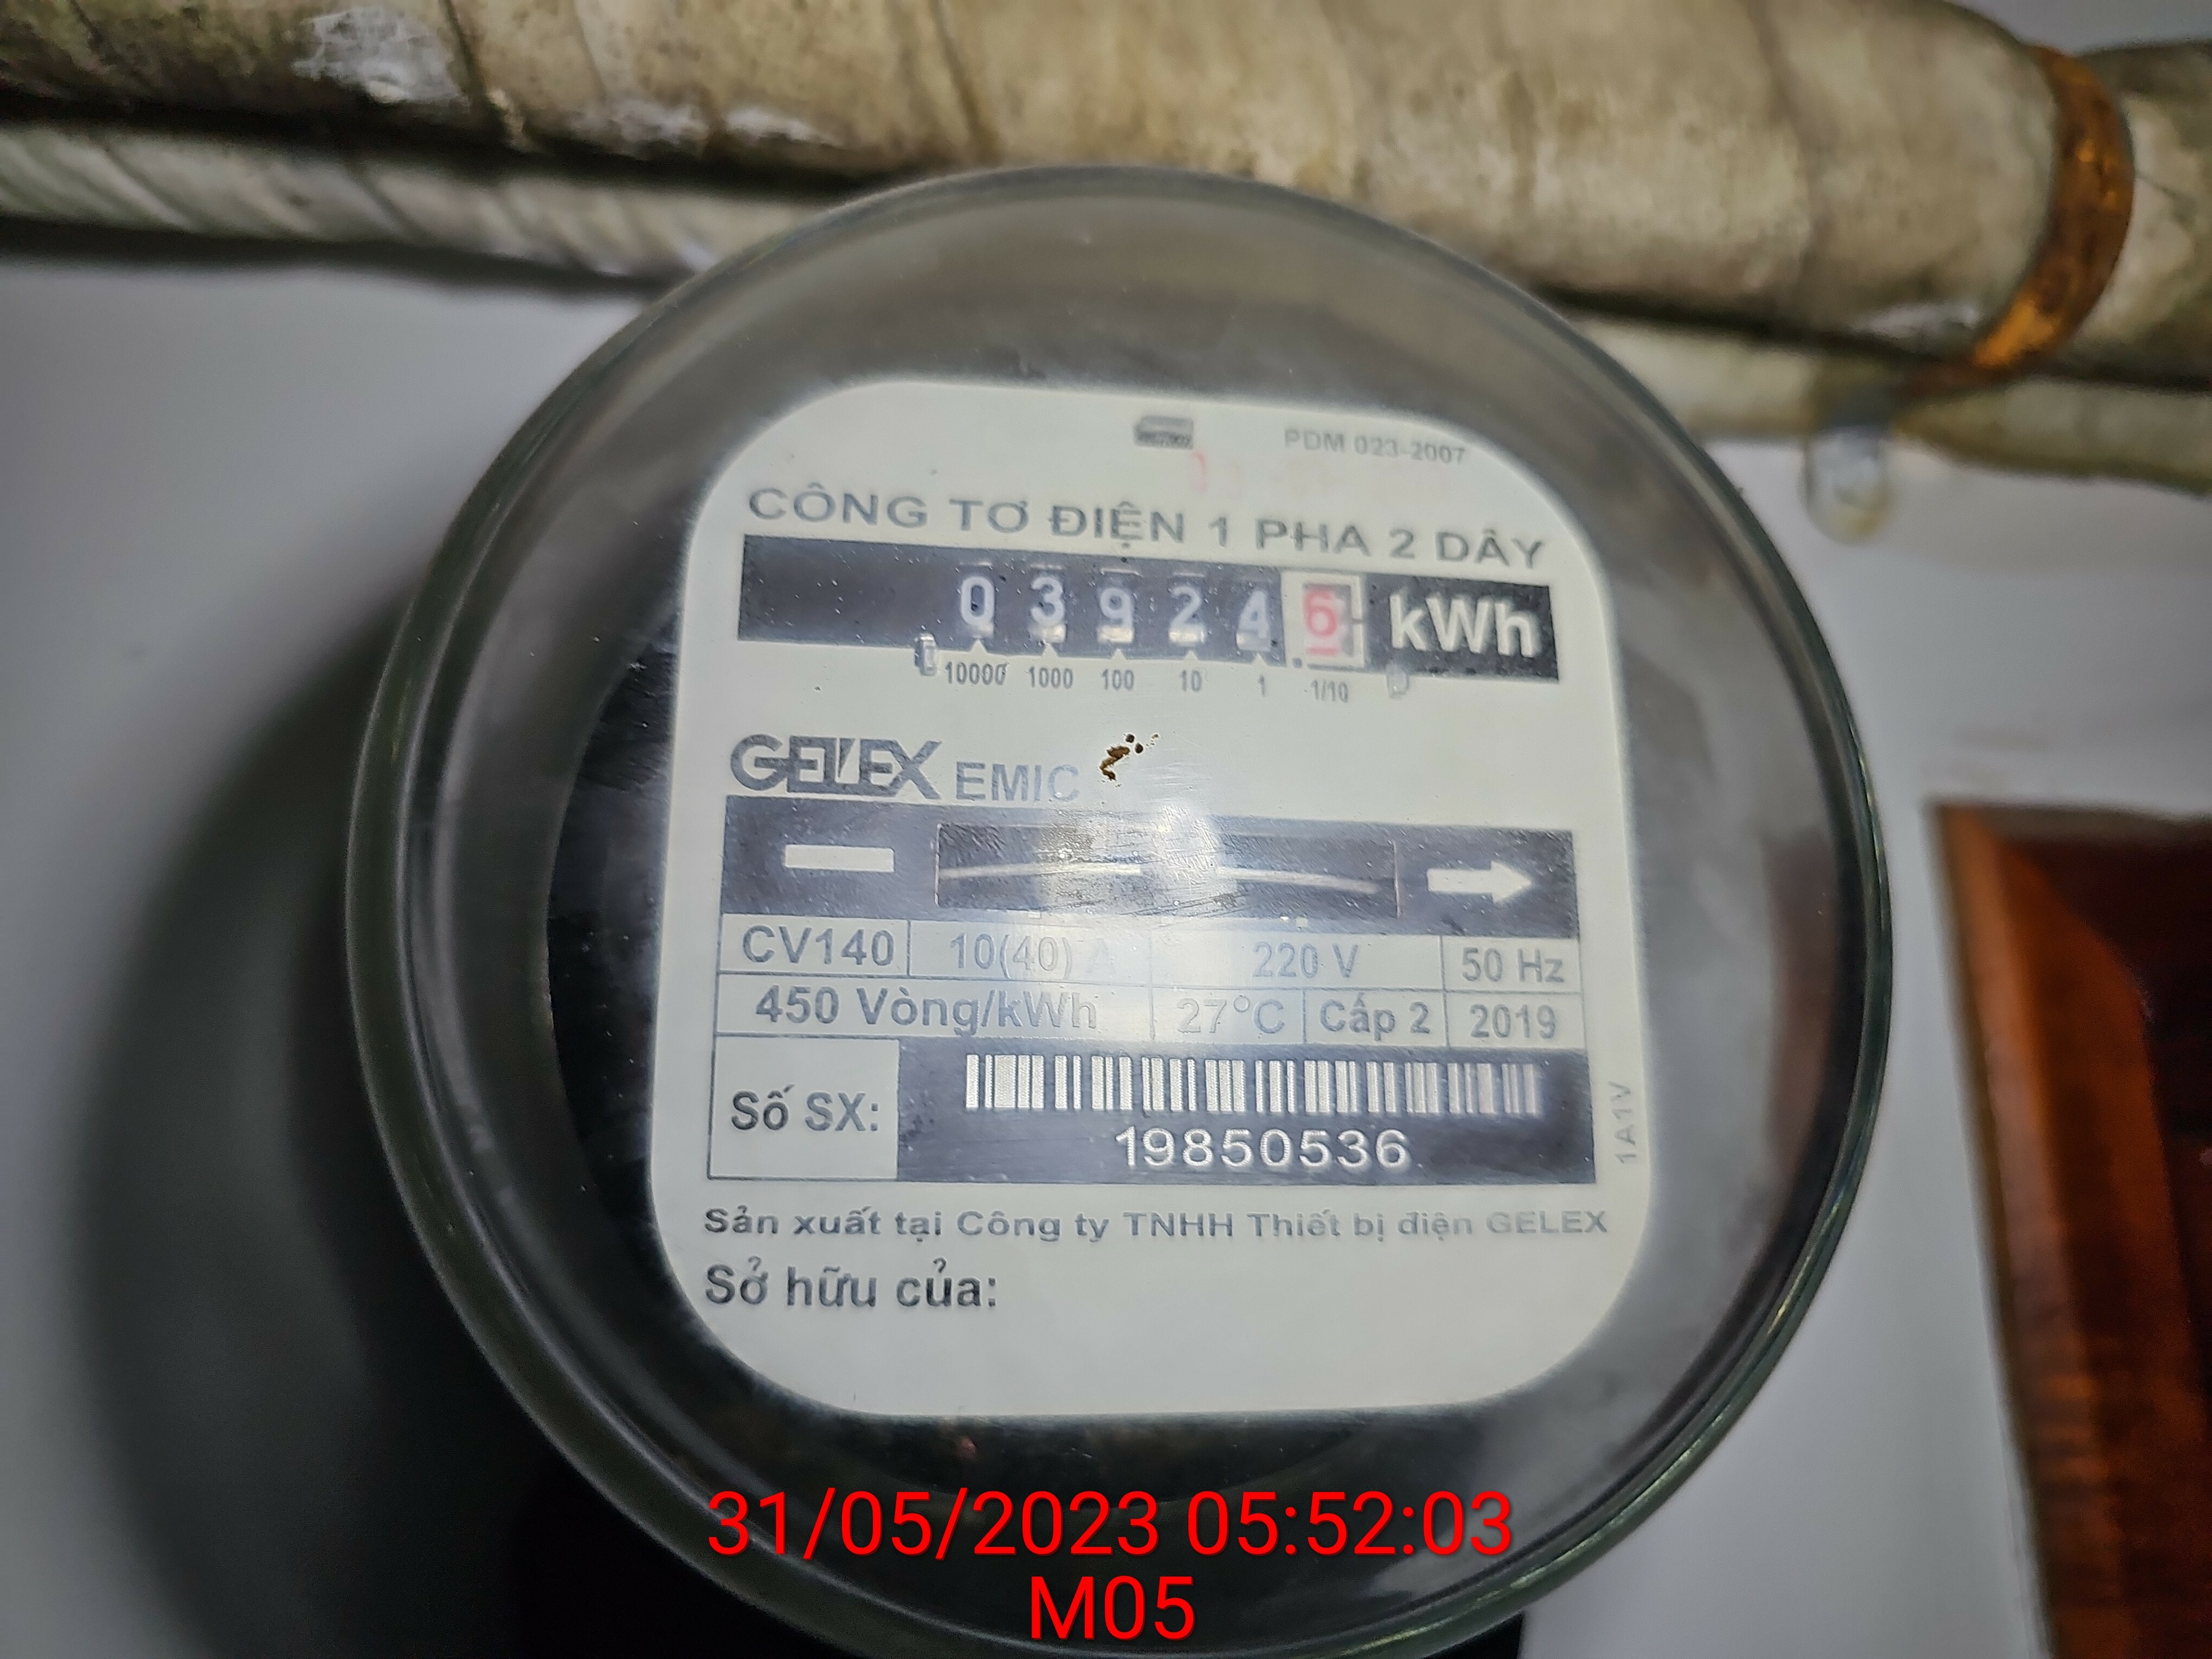 PDM 023-2007
CÔNG TƠ ĐIỆN 1 PHA 2 DÂY
0 3 9 2 4 6 kWh
10000 1000 100 10 1 1/10
GELEX EMIC
CV140 10(40) A 220 V 50 Hz
450 Vòng/kWh 27°C Cấp 2 2019
Số SX: 19850536
1A1V
Sản xuất tại Công ty TNHH Thiết bị điện GELEX
Sở hữu của:
31/05/2023 05:52:03
M05